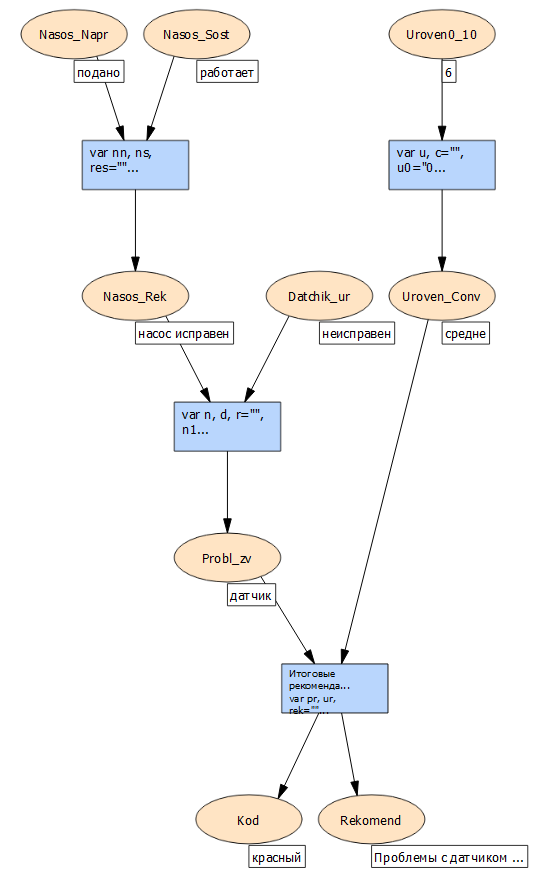 Nasos_Napr
Nasos_Sost
Uroven0_10
подано
работает
6
var nn, ns,
res=""...
var u, c="",
u0="0...
Nasos_Rek
Datchik_ur
Uroven_Conv
насос исправен
неисправен
средне
var n, d, r="",
n1...
Probl_zv
датчик
Итоговые
рекоменда...
var pr, ur,
rek=""...
Kod
Rekomend
красный
Проблемы с датчиком ...